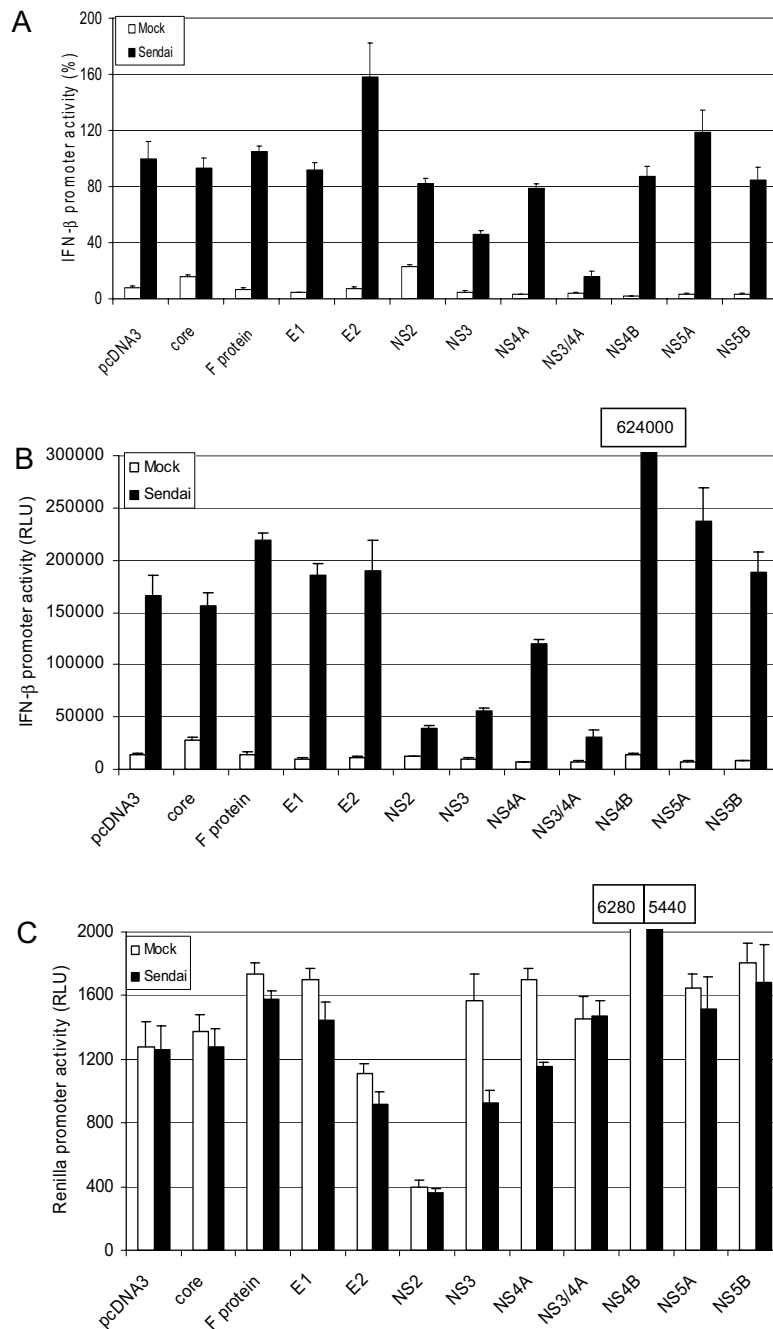 A
IFN-β promoter activity (%)
200
160
120
80
40
0
Mock
Sendai
pcDNA3
core
F protein
E1
E2
NS2
NS3
NS4A
NS3/4A
NS4B
NS5A
NS5B
B
IFN-β promoter activity (RLU)
624000
300000
250000
200000
150000
100000
50000
0
Mock
Sendai
pcDNA3
core
F protein
E1
E2
NS2
NS3
NS4A
NS3/4A
NS4B
NS5A
NS5B
C
Renilla promoter activity (RLU)
6280 5440
2000
1600
1200
800
400
0
Mock
Sendai
pcDNA3
core
F protein
E1
E2
NS2
NS3
NS4A
NS3/4A
NS4B
NS5A
NS5B